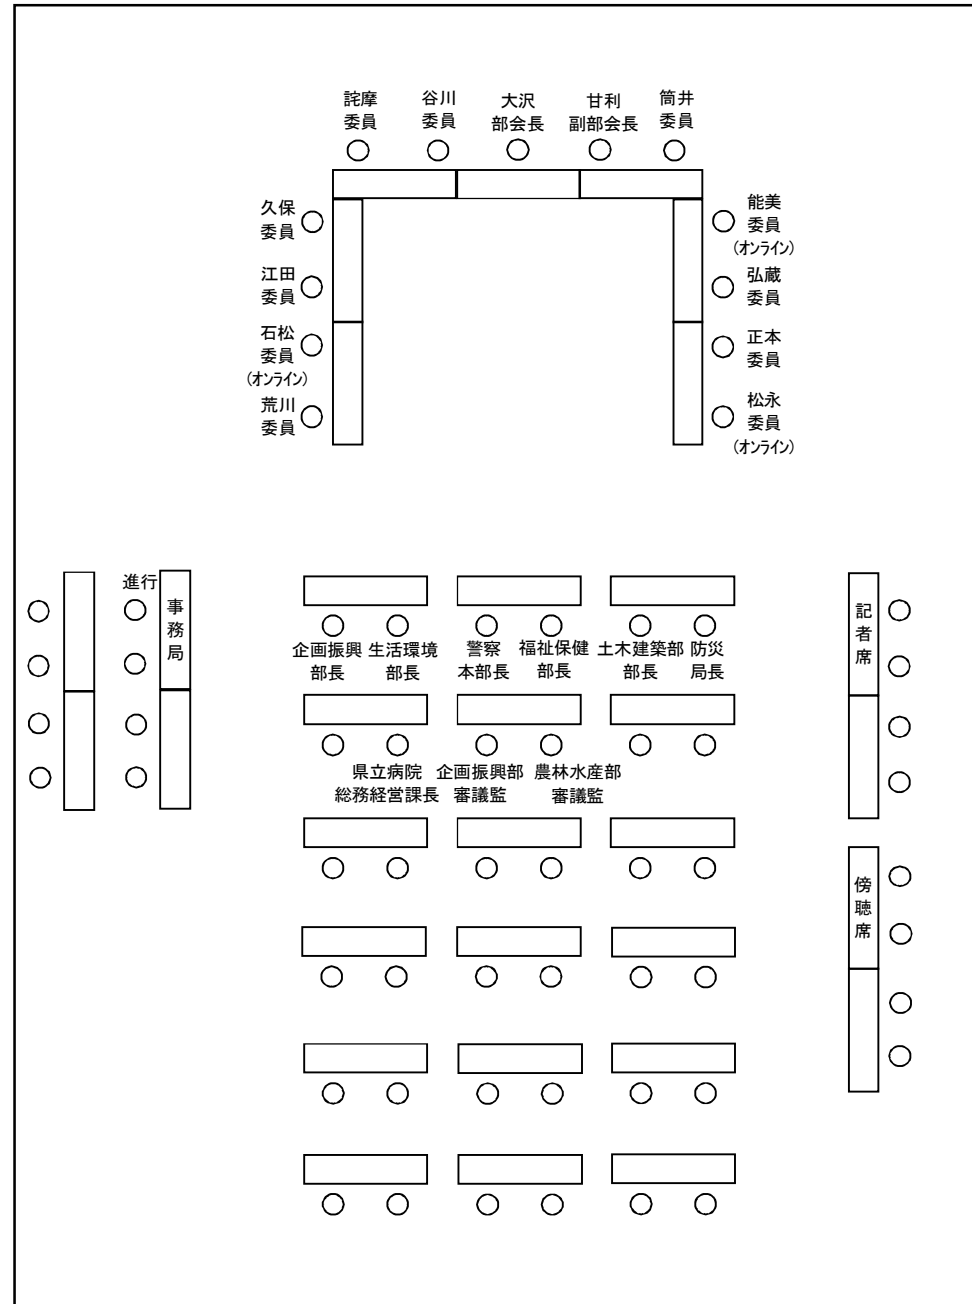 詫摩
委員
谷川
委員
大沢
部会長
甘利
副部会長
筒井
委員
久保
委員
能美
委員
(オンライン)
江田
委員
弘蔵
委員
石松
委員
(オンライン)
正本
委員
荒川
委員
松永
委員
(オンライン)
進行
事務局
企画振興
部長
生活環境
部長
警察
本部長
福祉保健
部長
土木建築部
部長
防災
局長
記者席
県立病院
総務経営課長
企画振興部
審議監
農林水産部
審議監
傍聴席